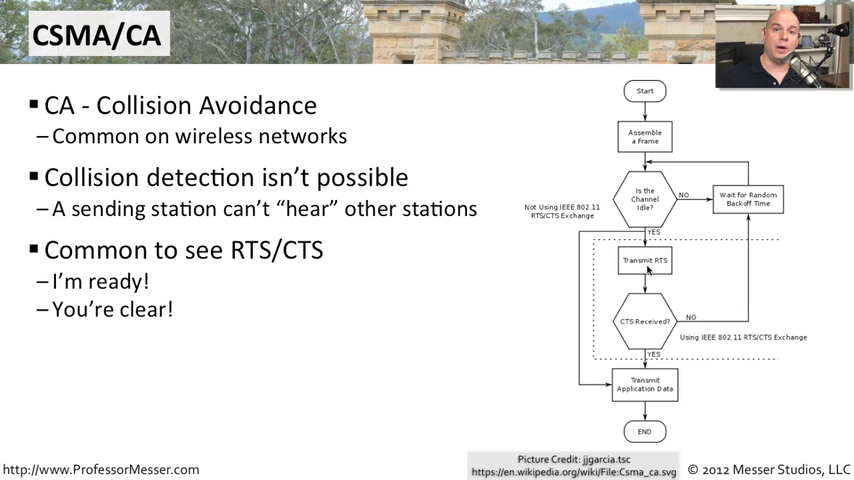 CSMA/CA
▪ CA - Collision Avoidance
– Common on wireless networks
▪ Collision detection isn't possible
– A sending station can't “hear” other stations
▪ Common to see RTS/CTS
– I'm ready!
– You're clear!
Start
Assemble
a Frame
Is the
Channel
Idle?
NO
Wait for Random
Backoff Time
Not Using IEEE 802.11
RTS/CTS Exchange
YES
Transmit RTS
CTS Received?
NO
Using IEEE 802.11 RTS/CTS Exchange
YES
Transmit
Application Data
END
http://www.ProfessorMesser.com
Picture Credit: jjgarcia.tsc
https://en.wikipedia.org/wiki/File:Csma_ca.svg
© 2012 Messer Studios, LLC